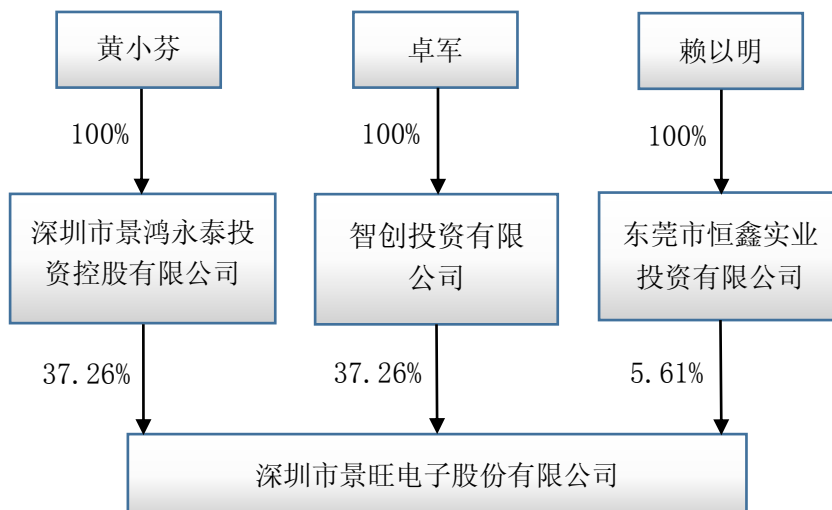 黄小芬
卓军
赖以明
100%
100%
100%
深圳市景鸿永泰投
资控股有限公司
智创投资有限
公司
东莞市恒鑫实业
投资有限公司
37.26%
37.26%
5.61%
深圳市景旺电子股份有限公司